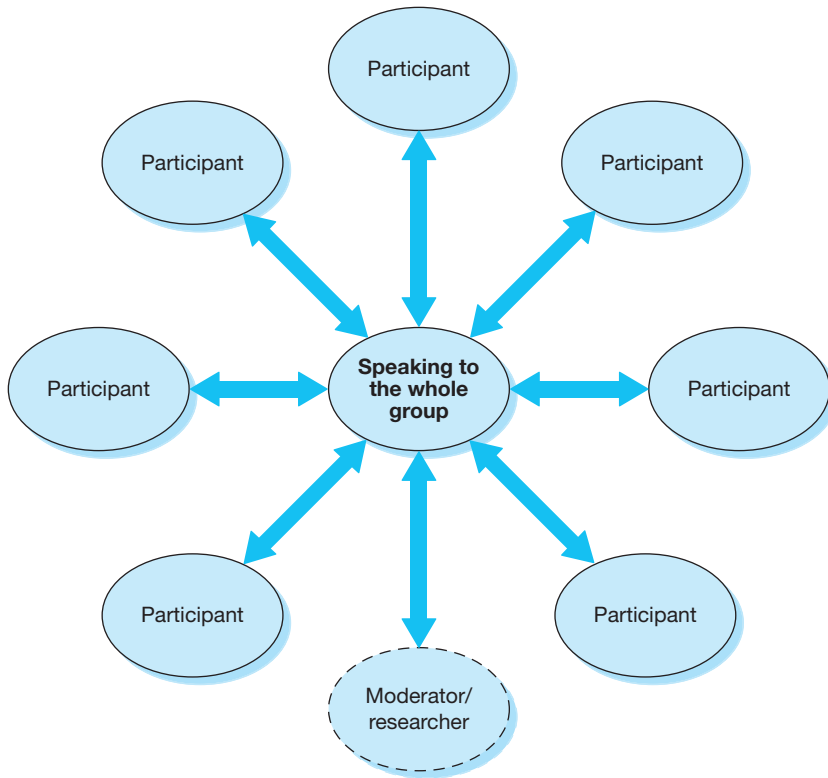 Participant
Participant
Participant
Participant
Speaking to
the whole
group
Participant
Participant
Participant
Moderator/
researcher